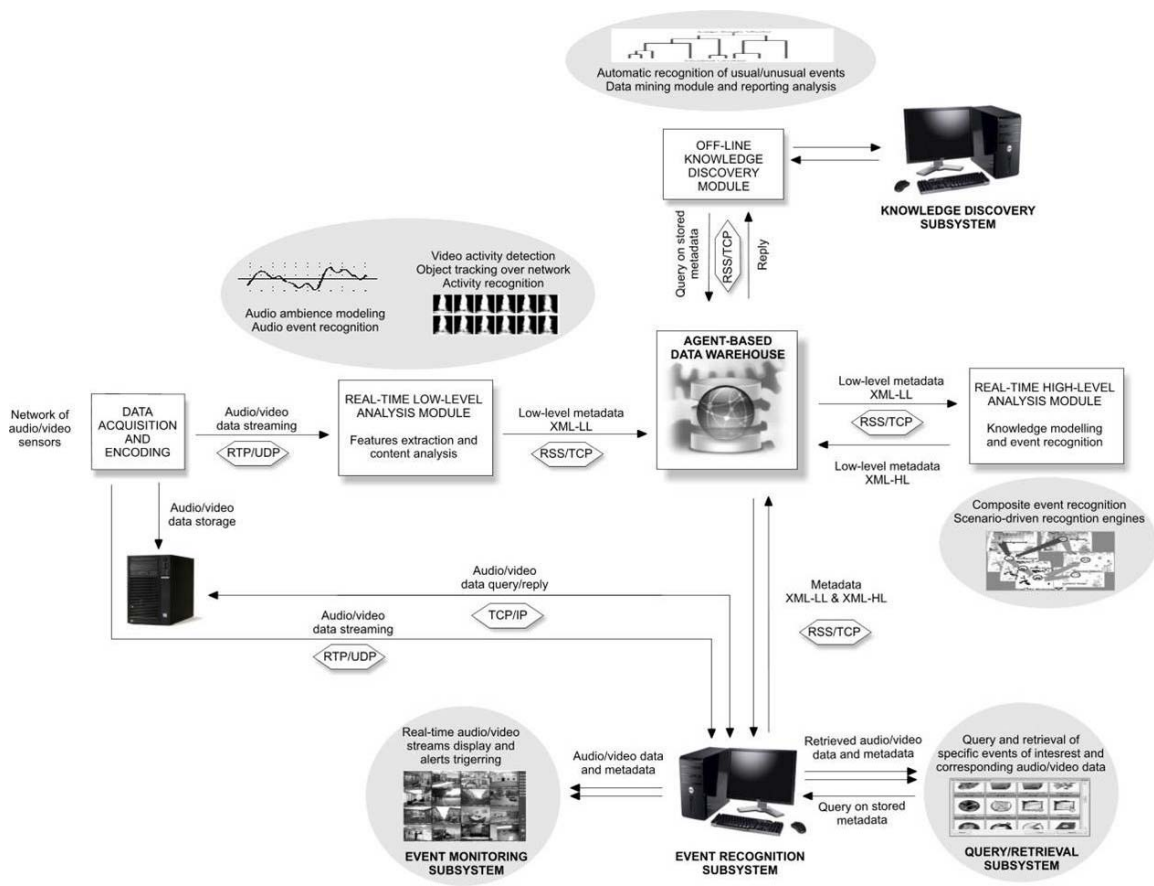 Automatic recognition of usual/unusual events
Data mining module and reporting analysis
OFF-LINE
KNOWLEDGE
DISCOVERY
MODULE
KNOWLEDGE DISCOVERY
SUBSYSTEM
Query on stored
metadata
RSS/TCP
Reply
Video activity detection
Object tracking over network
Activity recognition
Audio ambience modeling
Audio event recognition
AGENT-BASED
DATA WAREHOUSE
Network of
audio/video
sensors
DATA
ACQUISITION
AND
ENCODING
Audio/video
data streaming
RTP/UDP
REAL-TIME LOW-LEVEL
ANALYSIS MODULE
Features extraction and
content analysis
Low-level metadata
XML-LL
RSS/TCP
Low-level metadata
XML-LL
RSS/TCP
Low-level metadata
XML-HL
REAL-TIME HIGH-LEVEL
ANALYSIS MODULE
Knowledge modelling
and event recognition
Composite event recognition
Scenario-driven recogntion engines
Audio/video
data storage
Audio/video
data query/reply
TCP/IP
Audio/video
data streaming
RTP/UDP
Metadata
XML-LL & XML-HL
RSS/TCP
Real-time audio/video
streams display and
alerts trigerring
EVENT MONITORING
SUBSYSTEM
Audio/video data
and metadata
EVENT RECOGNITION
SUBSYSTEM
Retrieved audio/video
data and metadata
Query on stored
metadata
Query and retrieval of
specific events of intesrest and
corresponding audio/video data
QUERY/RETRIEVAL
SUBSYSTEM